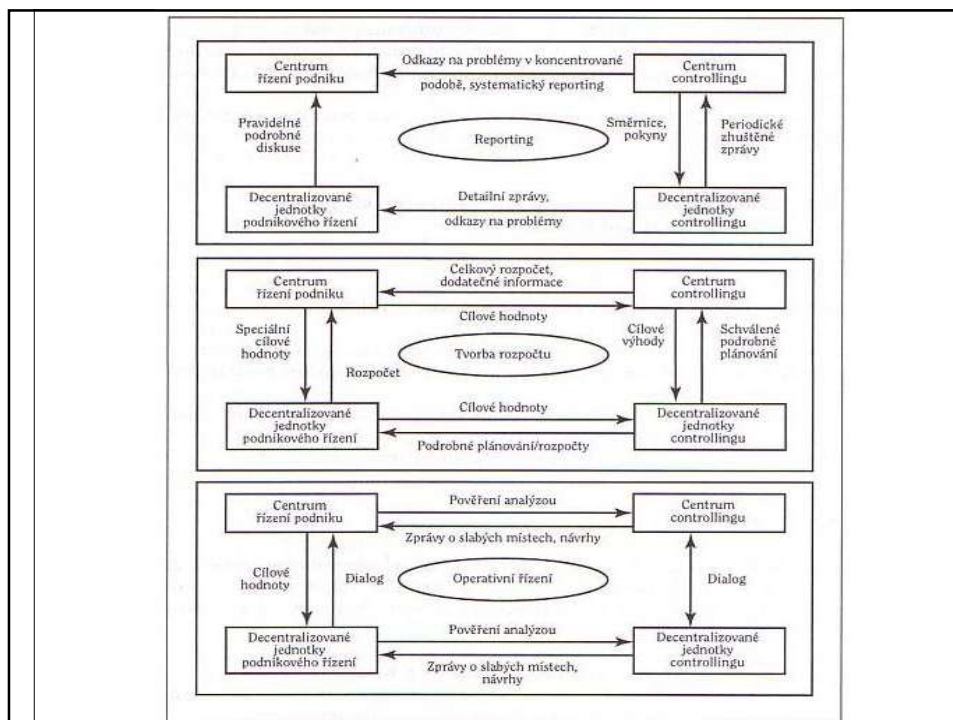 Centrum
řízení podniku
Odkazy na problémy v koncentrované
podobě, systematický reporting
Centrum
controllingu
Pravidelné
podrobné
diskuse
Reporting
Směrnice,
pokyny
Periodické
zhuštěné
zprávy
Decentralizované
jednotky
podnikového řízení
Detailní zprávy,
odkazy na problémy
Decentralizované
jednotky
controllingu
Centrum
řízení podniku
Celkový rozpočet,
dodatečné informace
Cílové hodnoty
Centrum
controllingu
Speciální
cílové
hodnoty
Rozpočet
Tvorba rozpočtu
Cílové
výhody
Schválené
podrobné
plánování
Decentralizované
jednotky
podnikového řízení
Cílové hodnoty
Podrobné plánování/rozpočty
Decentralizované
jednotky
controllingu
Centrum
řízení podniku
Pověření analýzou
Zprávy o slabých místech, návrhy
Centrum
controllingu
Cílové
hodnoty
Dialog
Operativní řízení
Dialog
Decentralizované
jednotky
podnikového řízení
Pověření analýzou
Zprávy o slabých místech,
návrhy
Decentralizované
jednotky
controllingu